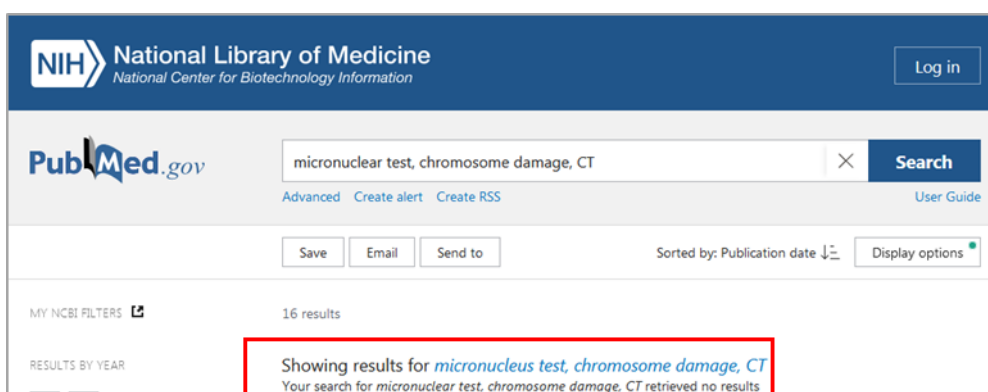 NIH National Library of Medicine
National Center for Biotechnology Information
Log in
PubMed.gov
micronuclear test, chromosome damage, CT
Search
Advanced Create alert Create RSS
User Guide
Save Email Send to
Sorted by: Publication date
Display options
MY NCBI FILTERS
16 results
RESULTS BY YEAR
Showing results for micronucleus test, chromosome damage, CT
Your search for micronuclear test, chromosome damage, CT retrieved no results